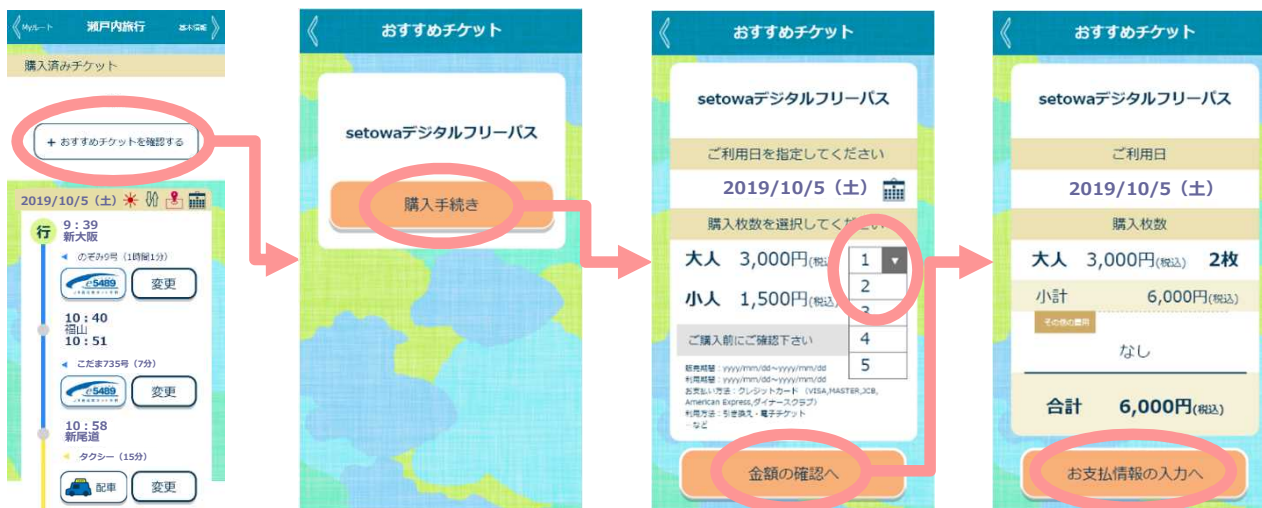 Myルート
瀬戸内旅行
基本情報
購入済みチケット
+ おすすめチケットを確認する
2019/10/5（土）
行
9：39
新大阪
のぞみ9号（1時間1分）
e5489
変更
10：40
福山
10：51
こだま735号（7分）
e5489
変更
10：58
新尾道
タクシー（15分）
配車
変更
おすすめチケット
setowaデジタルフリーパス
購入手続き
おすすめチケット
setowaデジタルフリーパス
ご利用日を指定してください
2019/10/5（土）
購入枚数を選択してください
大人 3,000円(税込) 1
2
小人 1,500円(税込) 3
4
5
ご購入前にご確認下さい
販売期間：yyyy/mm/dd～yyyy/mm/dd
利用期間：yyyy/mm/dd～yyyy/mm/dd
お支払い方法：クレジットカード（VISA,MASTER,JCB,
American Express,ダイナースクラブ）
利用方法：引き換え・電子チケット
－など
金額の確認へ
おすすめチケット
setowaデジタルフリーパス
ご利用日
2019/10/5（土）
購入枚数
大人 3,000円(税込) 2枚
小計 6,000円(税込)
その他の費用
なし
合計 6,000円(税込)
お支払情報の入力へ